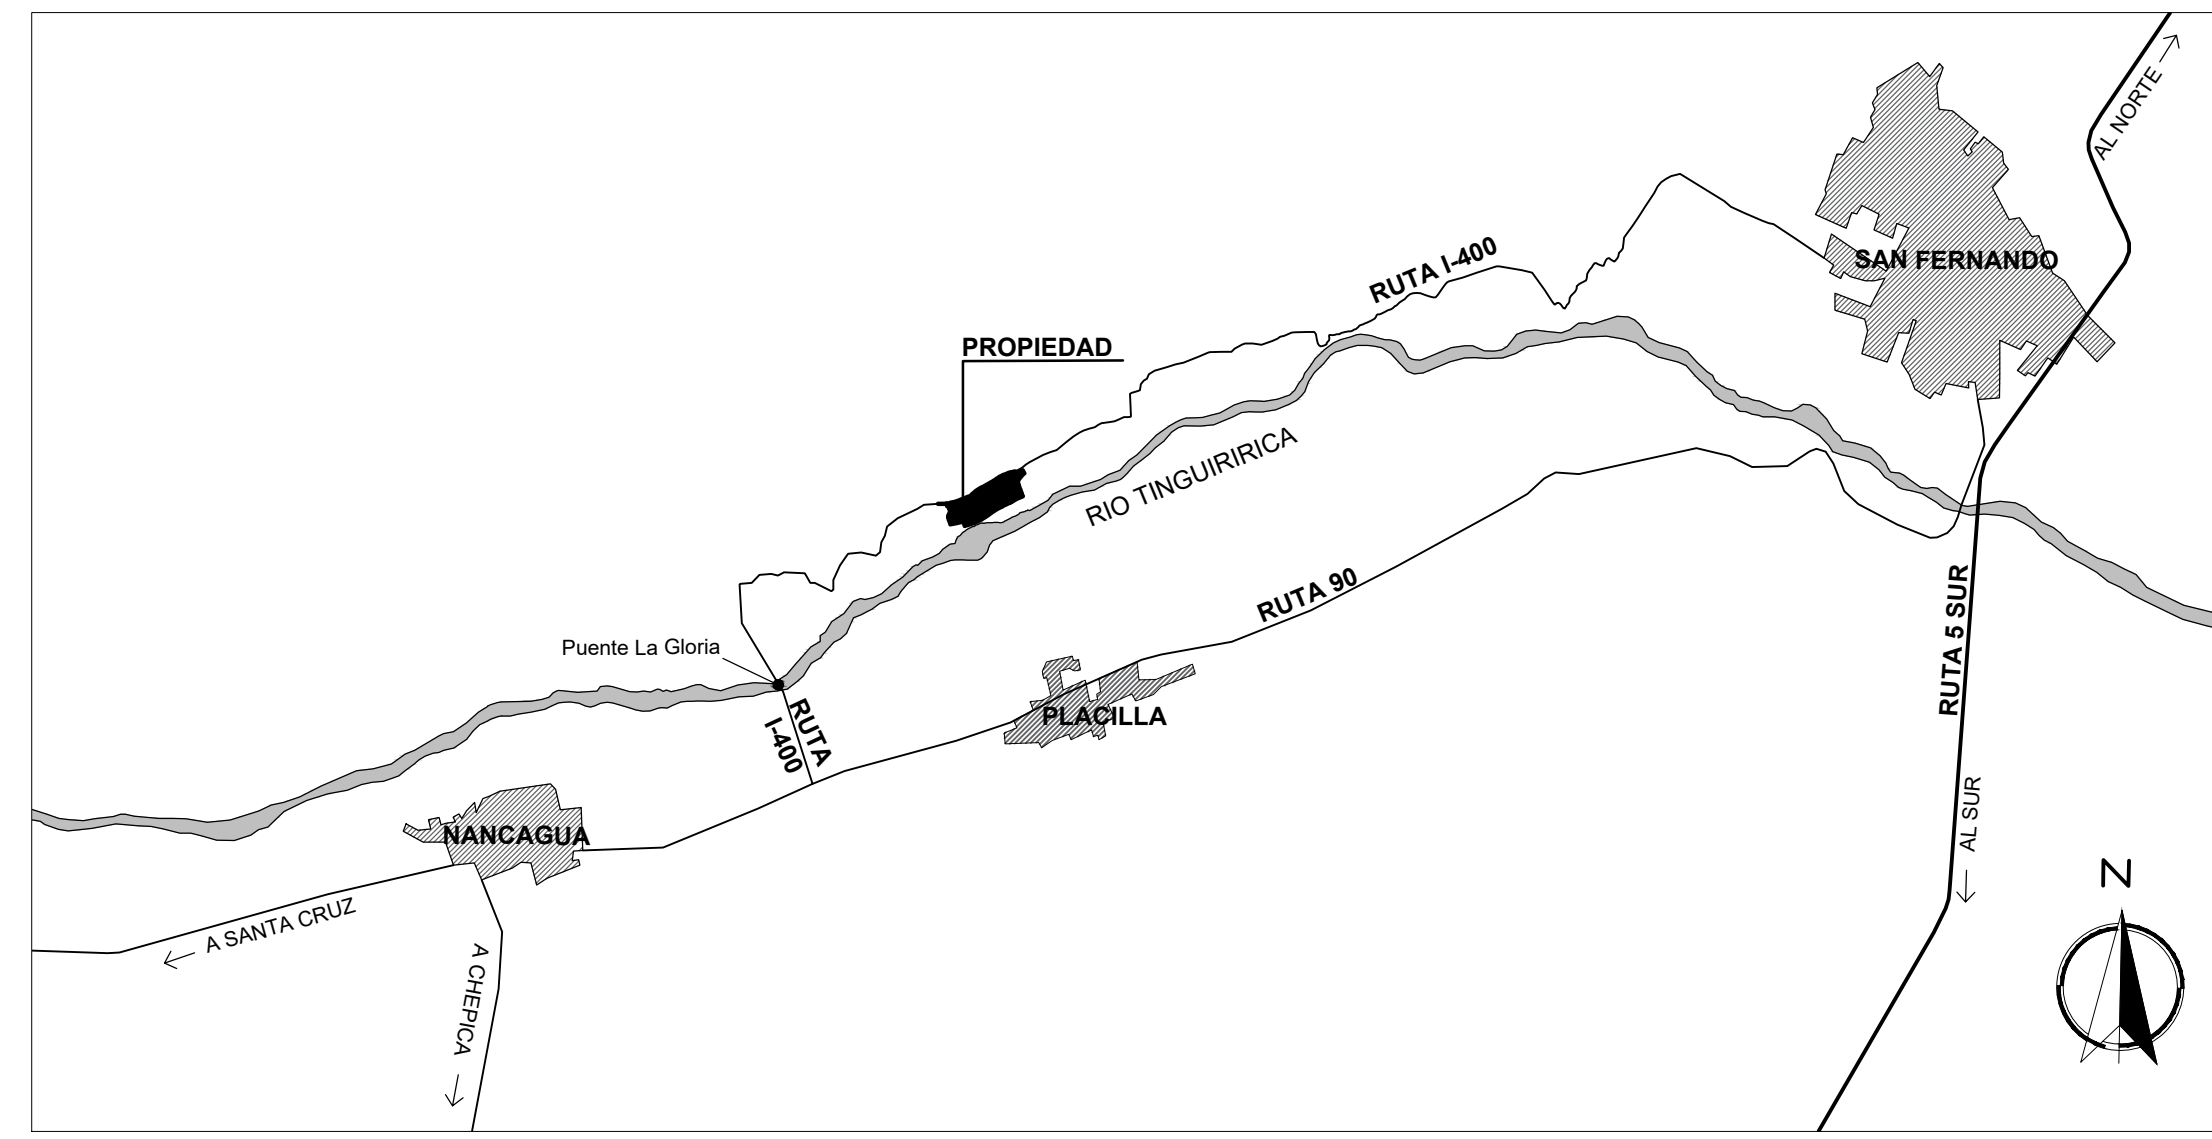 AL NORTE
SAN FERNANDO
RUTA I-400
PROPIEDAD
RIO TINGUIRIRICA
RUTA 90
RUTA 5 SUR
Puente La Gloria
RUTA
I-400
PLACILLA
AL SUR
NANCAGUA
N
A SANTA CRUZ
A CHEPICA